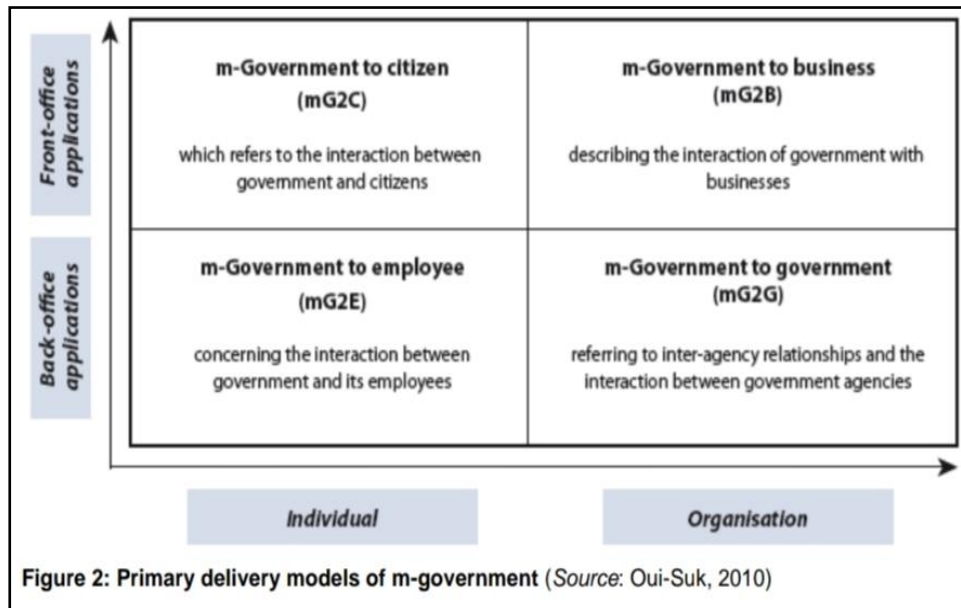 Front-office
applications
m-Government to citizen
(mG2C)
which refers to the interaction between
government and citizens
m-Government to business
(mG2B)
describing the interaction of government with
businesses
Back-office
applications
m-Government to employee
(mG2E)
concerning the interaction between
government and its employees
m-Government to government
(mG2G)
referring to inter-agency relationships and the
interaction between government agencies
Individual
Organisation
Figure 2: Primary delivery models of m-government (Source: Oui-Suk, 2010)